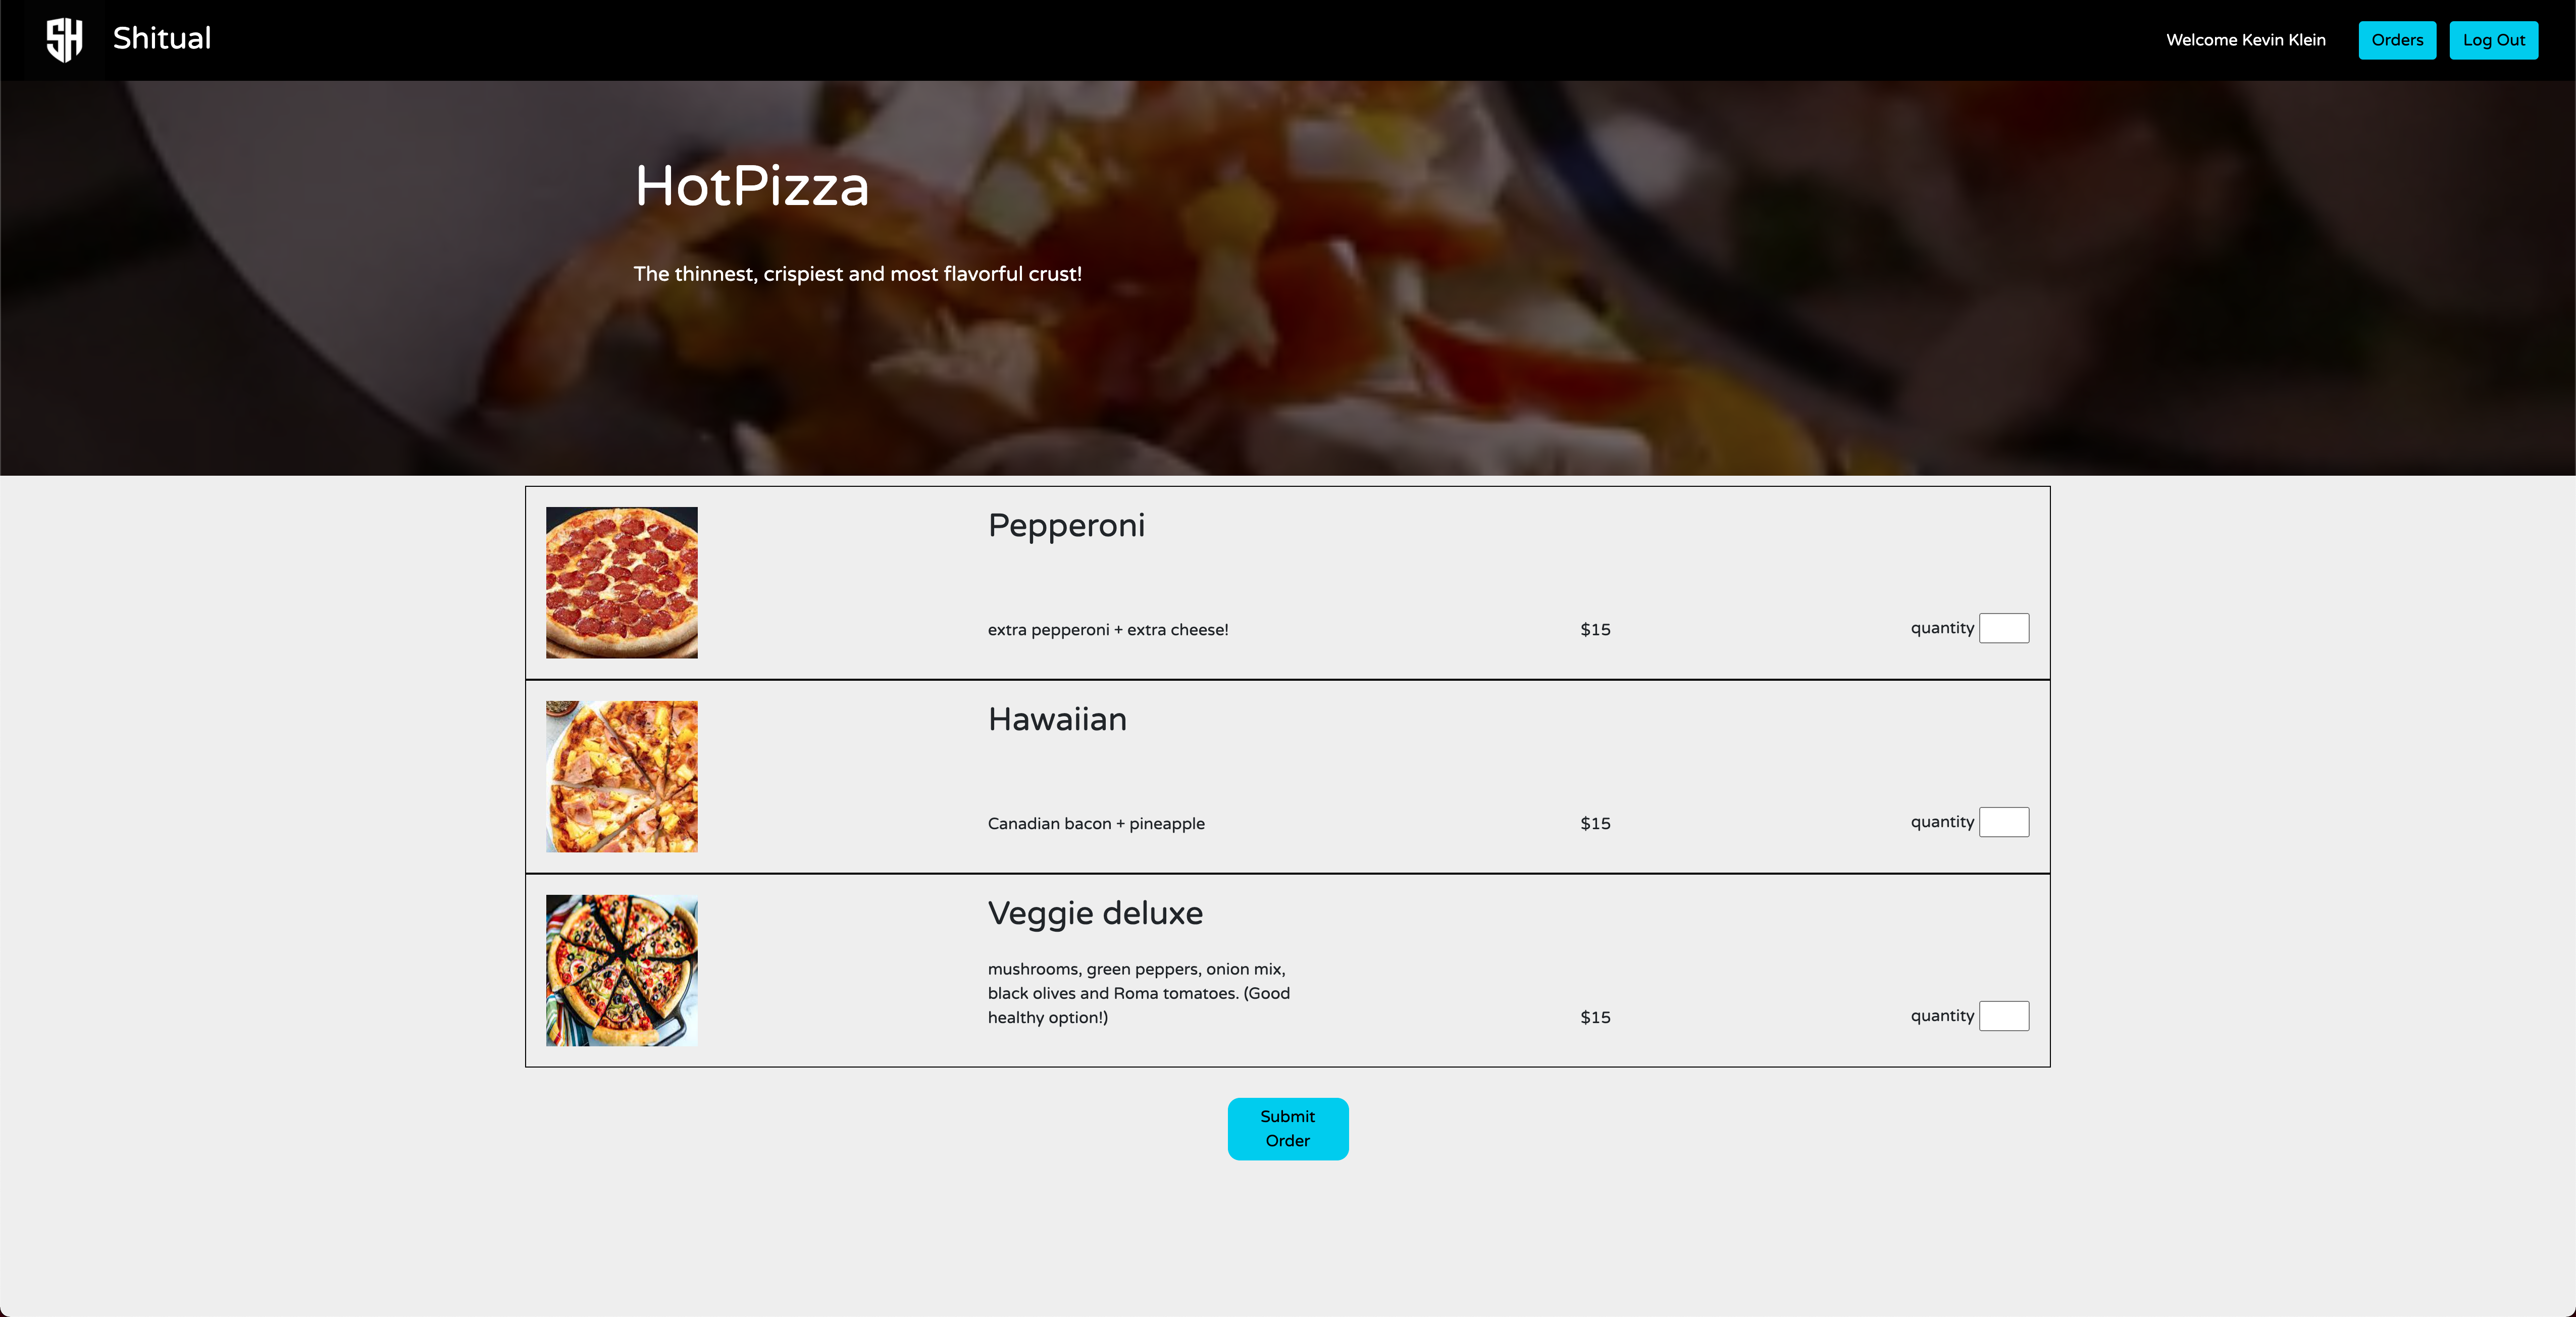 SH
Shitual
Welcome Kevin Klein
Orders
Log Out
HotPizza
The thinnest, crispiest and most flavorful crust!
Pepperoni
extra pepperoni + extra cheese!
$15
quantity
Hawaiian
Canadian bacon + pineapple
$15
quantity
Veggie deluxe
mushrooms, green peppers, onion mix,
black olives and Roma tomatoes. (Good
healthy option!)
$15
quantity
Submit
Order